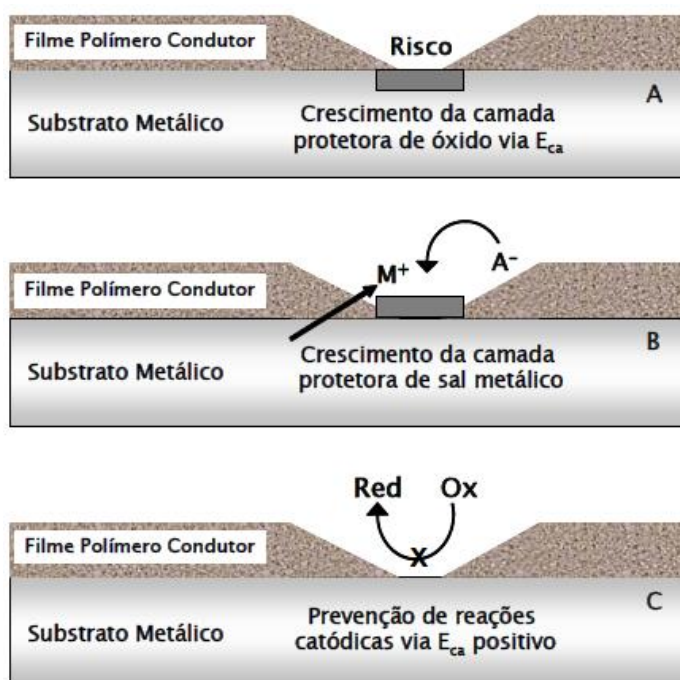 Filme Polímero Condutor
Risco
A
Substrato Metálico
Crescimento da camada
protetora de óxido via Eca
M+
A-
Filme Polímero Condutor
B
Substrato Metálico
Crescimento da camada
protetora de sal metálico
Red Ox
X
Filme Polímero Condutor
C
Substrato Metálico
Prevenção de reações
catódicas via Eca positivo